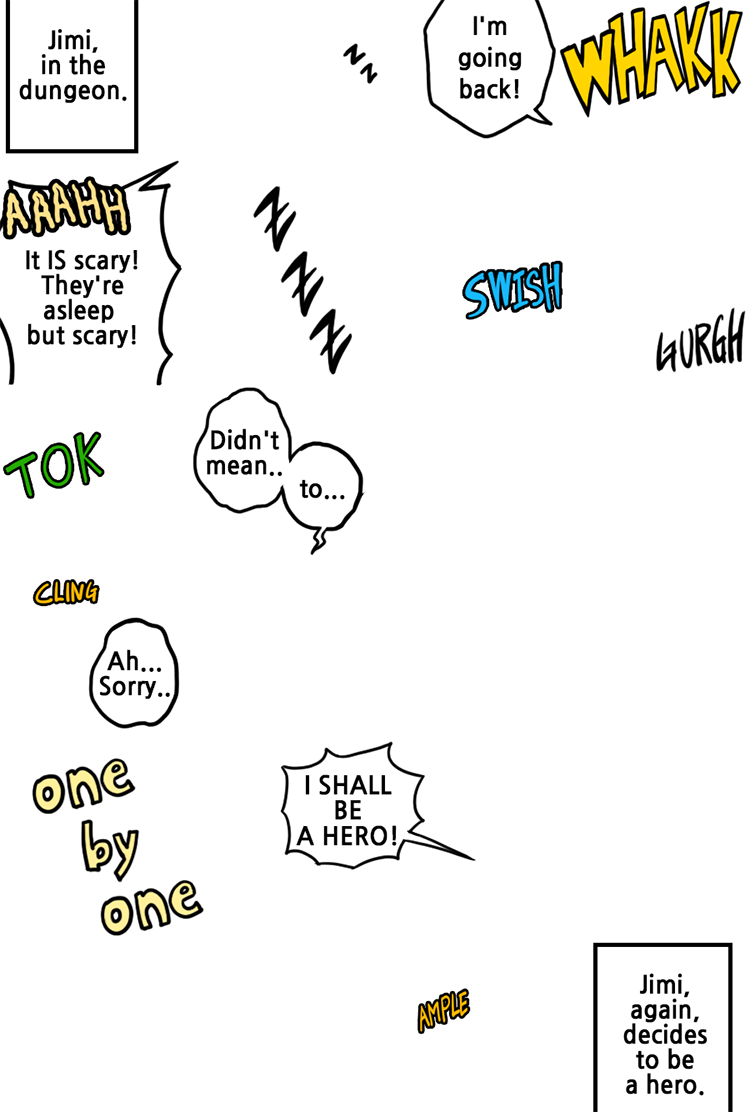 Jimi,
in the
dungeon.
ZZ
I'm
going
back!
WHAKK
AAAHH
It IS scary!
They're
asleep
but scary!
ZZZ
SWISH
GURGH
TOK
Didn't
mean..
to...
CLING
Ah...
Sorry..
one
by
one
I SHALL
BE
A HERO!
AMPLE
Jimi,
again,
decides
to be
a hero.